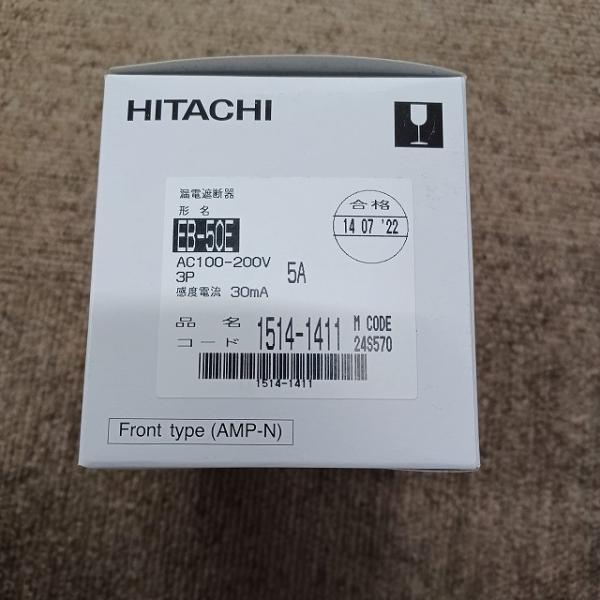 HITACHI
漏電遮断器
形 名
EB-50E
AC100-200V
3P
5A
感度電流 30mA
合格
14 07 '22
品 名
コード
1514-1411
M CODE
24S570
1514-1411
Front type (AMP-N)